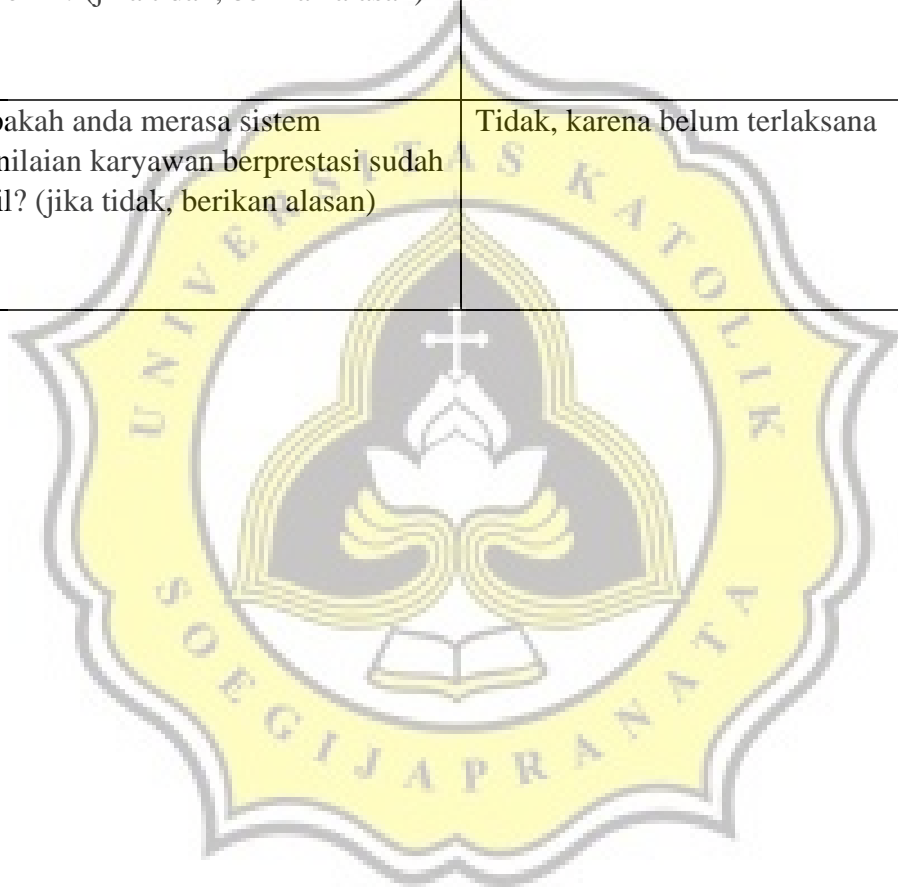 pakah anda merasa sistem
nilaian karyawan berprestasi sudah
il? (jika tidak, berikan alasan)
Tidak, karena belum terlaksana
UNIVERSITAS KATOLIK
SOEGIJAPRANATA